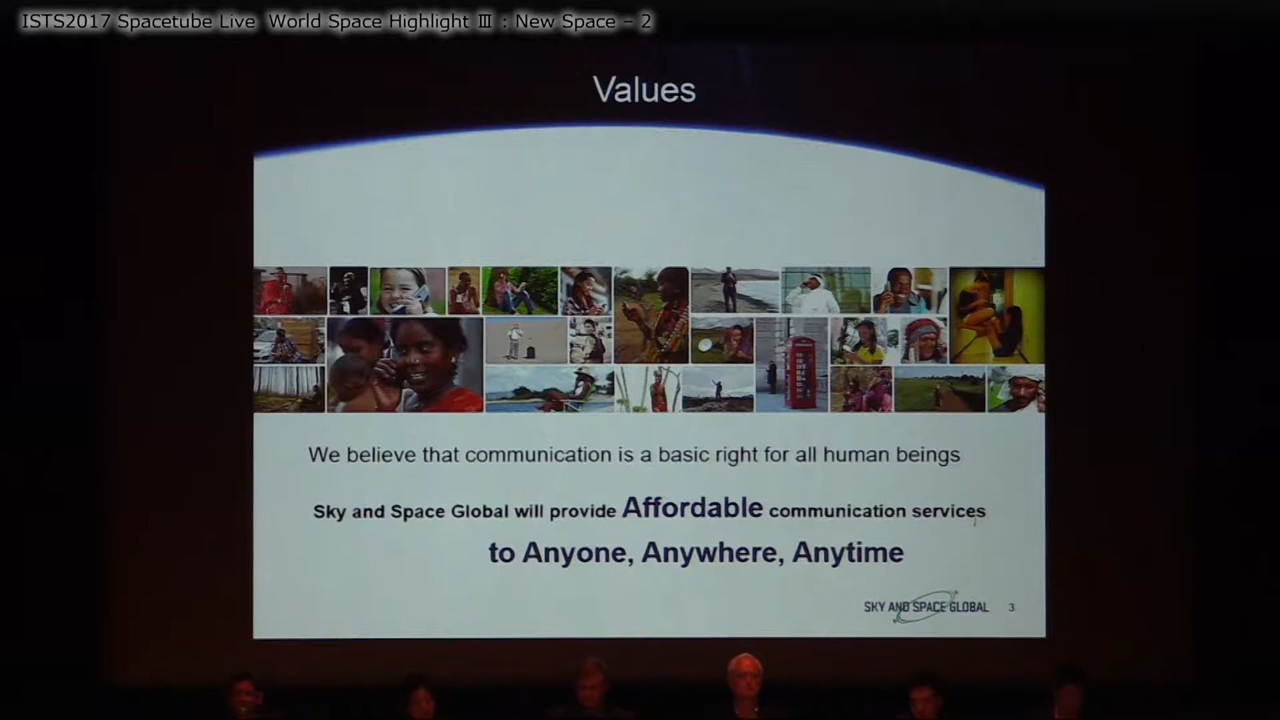 ISTS2017 Spacetube Live World Space Highlight Ⅲ : New Space – 2
Values
We believe that communication is a basic right for all human beings
Sky and Space Global will provide Affordable communication services
to Anyone, Anywhere, Anytime
SKY AND SPACE GLOBAL 3